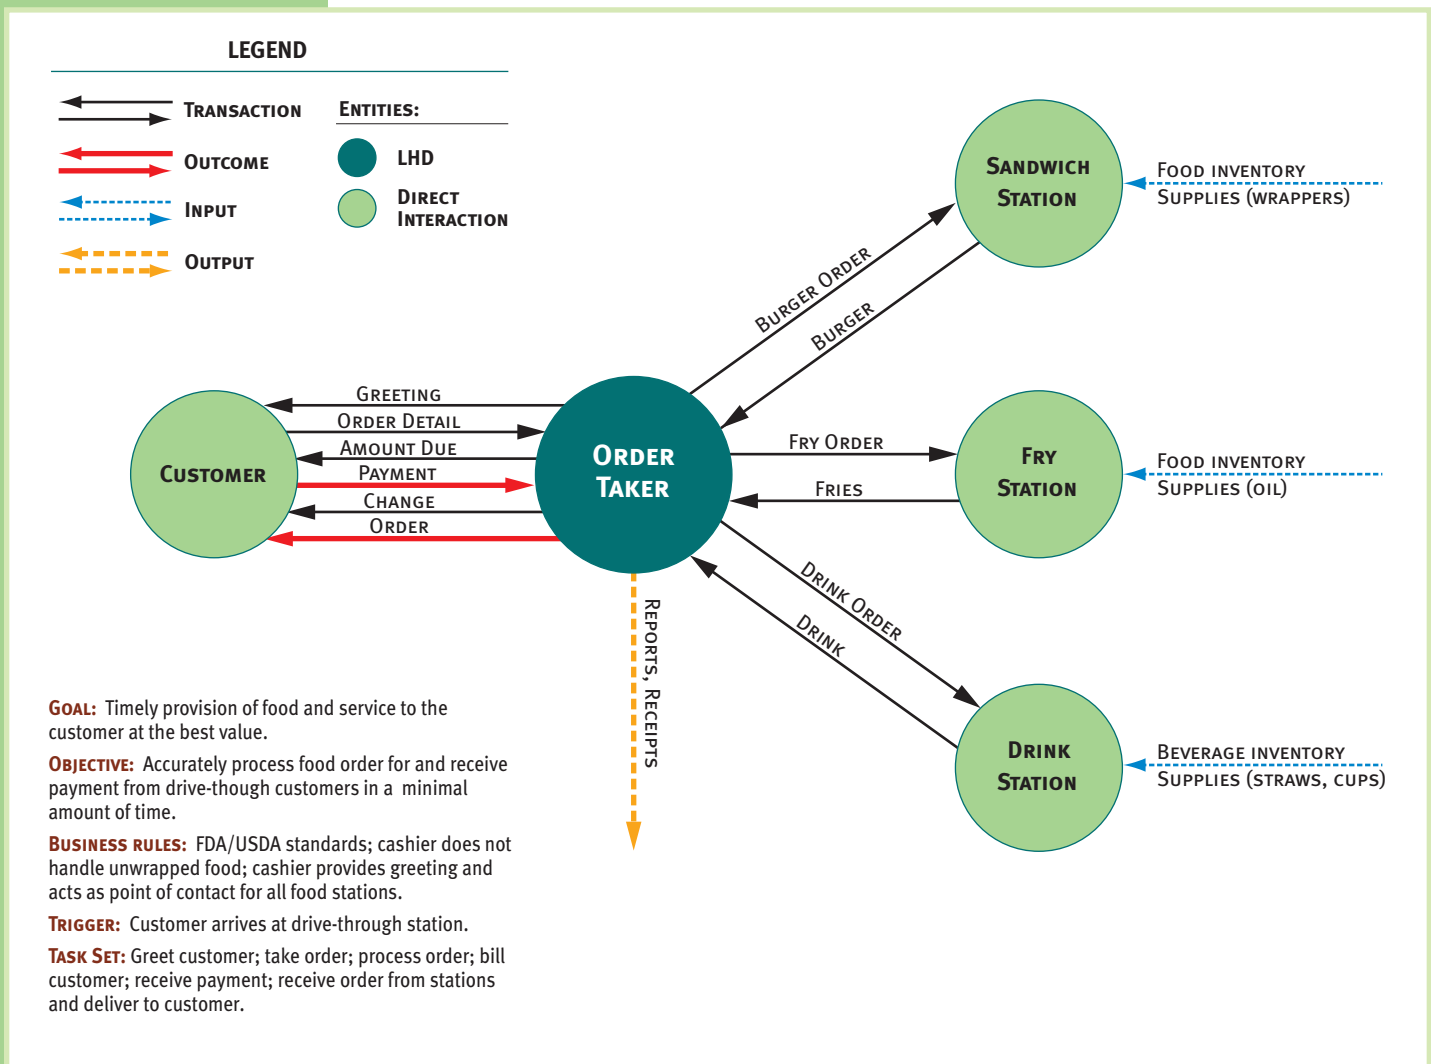 LEGEND
TRANSACTION
OUTCOME
INPUT
OUTPUT
ENTITIES:
LHD
DIRECT
INTERACTION
SANDWICH
STATION
FOOD INVENTORY
SUPPLIES (WRAPPERS)
BURGER ORDER
BURGER
CUSTOMER
GREETING
ORDER DETAIL
AMOUNT DUE
PAYMENT
CHANGE
ORDER
ORDER
TAKER
FRY ORDER
FRIES
FRY
STATION
FOOD INVENTORY
SUPPLIES (OIL)
DRINK ORDER
DRINK
REPORTS, RECEIPTS
DRINK
STATION
BEVERAGE INVENTORY
SUPPLIES (STRAWS, CUPS)
GOAL: Timely provision of food and service to the
customer at the best value.
OBJECTIVE: Accurately process food order for and receive
payment from drive-though customers in a minimal
amount of time.
BUSINESS RULES: FDA/USDA standards; cashier does not
handle unwrapped food; cashier provides greeting and
acts as point of contact for all food stations.
TRIGGER: Customer arrives at drive-through station.
TASK SET: Greet customer; take order; process order; bill
customer; receive payment; receive order from stations
and deliver to customer.